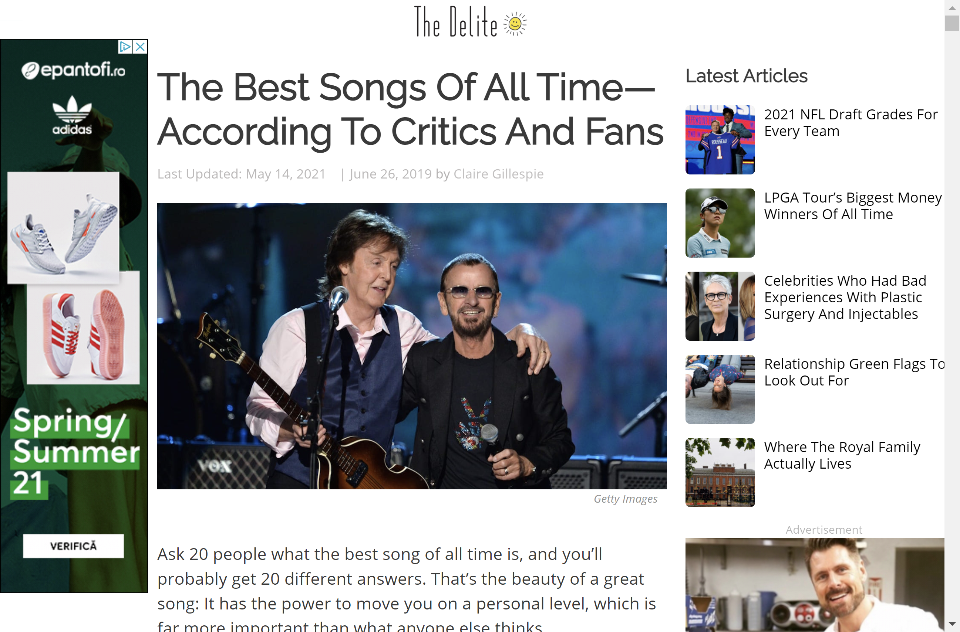 The Delite
epantofi.ro
adidas
Spring/
Summer
21
VERIFICĂ
The Best Songs Of All Time—
According To Critics And Fans
Last Updated: May 14, 2021 | June 26, 2019 by Claire Gillespie
VOX
Getty Images
Ask 20 people what the best song of all time is, and you’ll
probably get 20 different answers. That’s the beauty of a great
song: It has the power to move you on a personal level, which is
far more important than what anyone else thinks.
Latest Articles
2021 NFL Draft Grades For
Every Team
LPGA Tour’s Biggest Money
Winners Of All Time
Celebrities Who Had Bad
Experiences With Plastic
Surgery And Injectables
Relationship Green Flags To
Look Out For
Where The Royal Family
Actually Lives
Advertisement